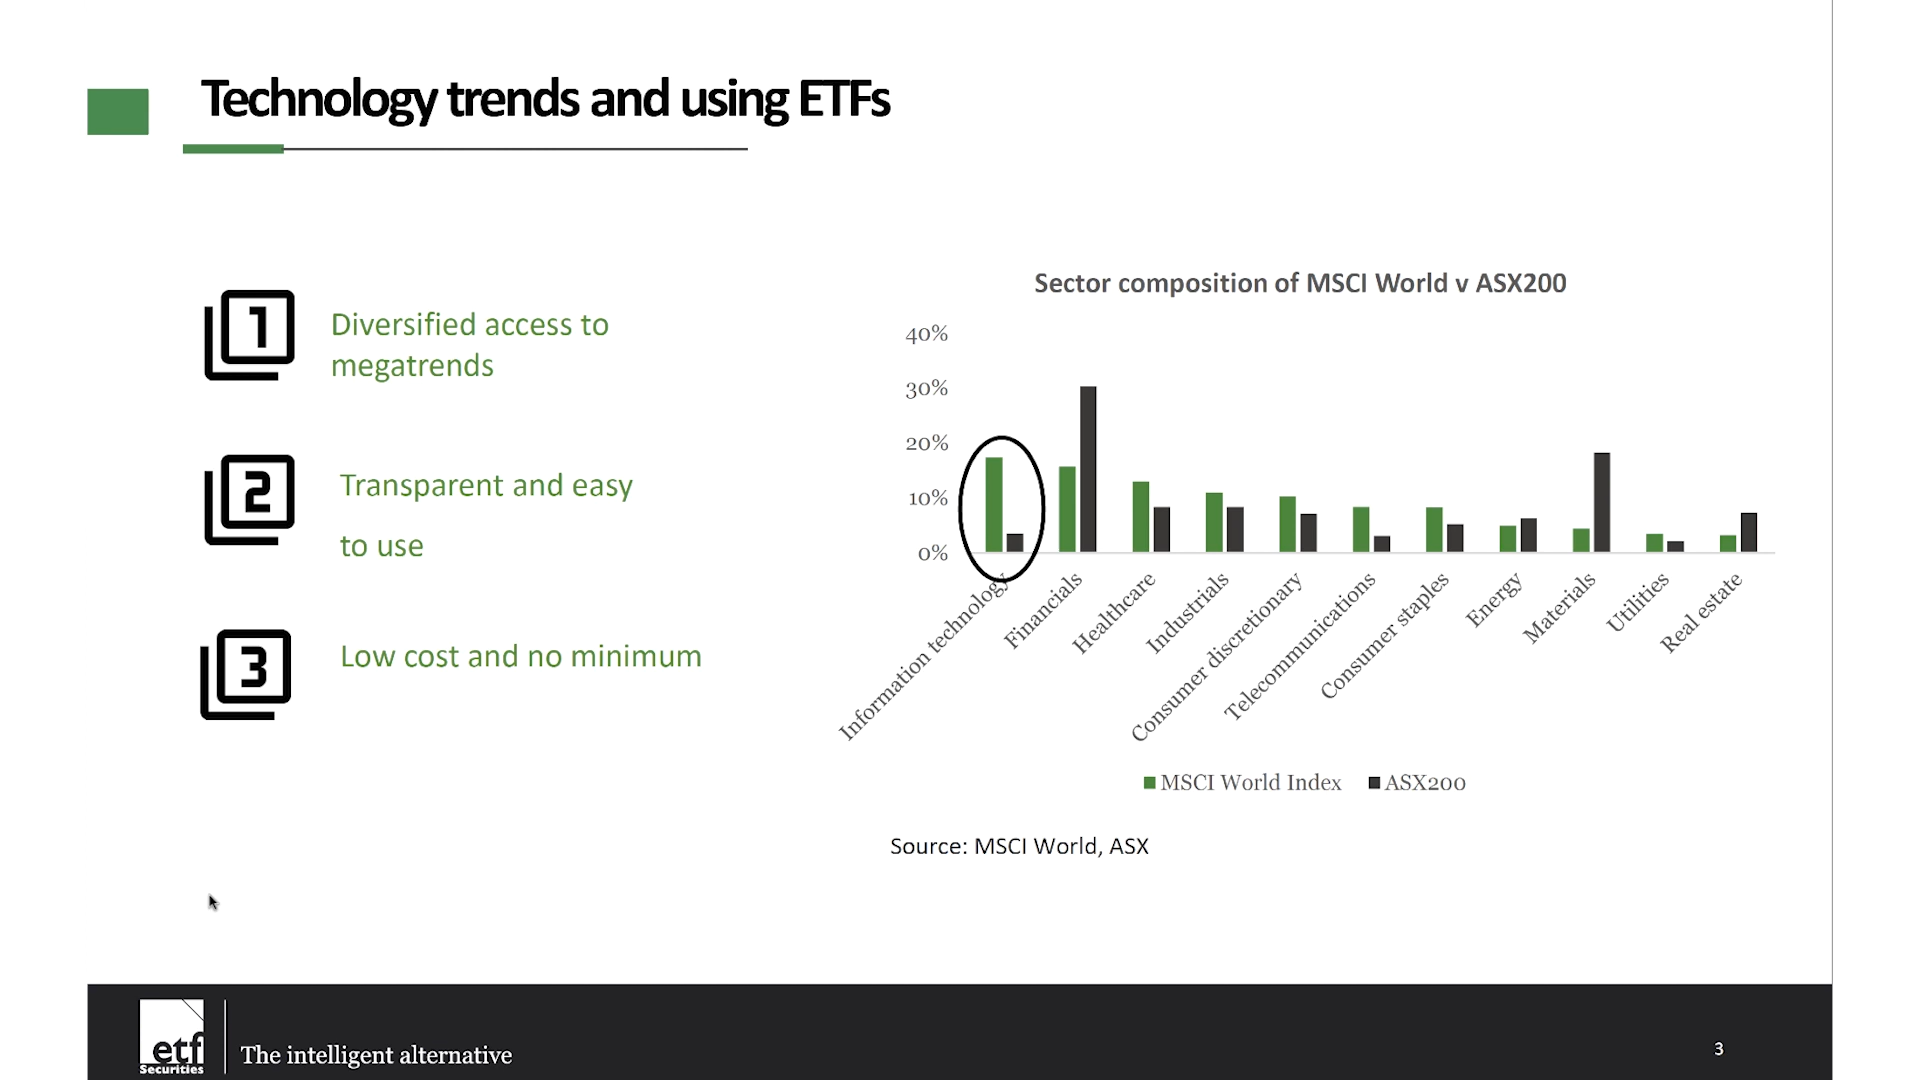 Technology trends and using ETFs
1
Diversified access to
megatrends
2
Transparent and easy
to use
3
Low cost and no minimum
Sector composition of MSCI World v ASX200
40%
30%
20%
10%
0%
Information technology
Financials
Healthcare
Industrials
Consumer discretionary
Telecommunications
Consumer staples
Energy
Materials
Utilities
Real estate
MSCI World Index
ASX200
Source: MSCI World, ASX
etf
Securities
The intelligent alternative
3